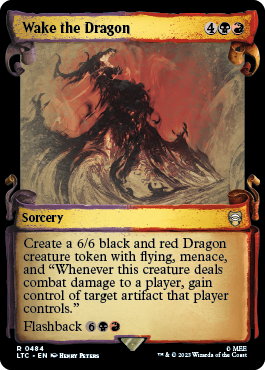 Wake the Dragon 4
Sorcery
Create a 6/6 black and red Dragon
creature token with flying, menace,
and “Whenever this creature deals
combat damage to a player, gain
control of target artifact that player
controls.”
Flashback 6
R 0484
LTC • EN HENRY PETERS
™ & © 2023 Wizards of the Coast